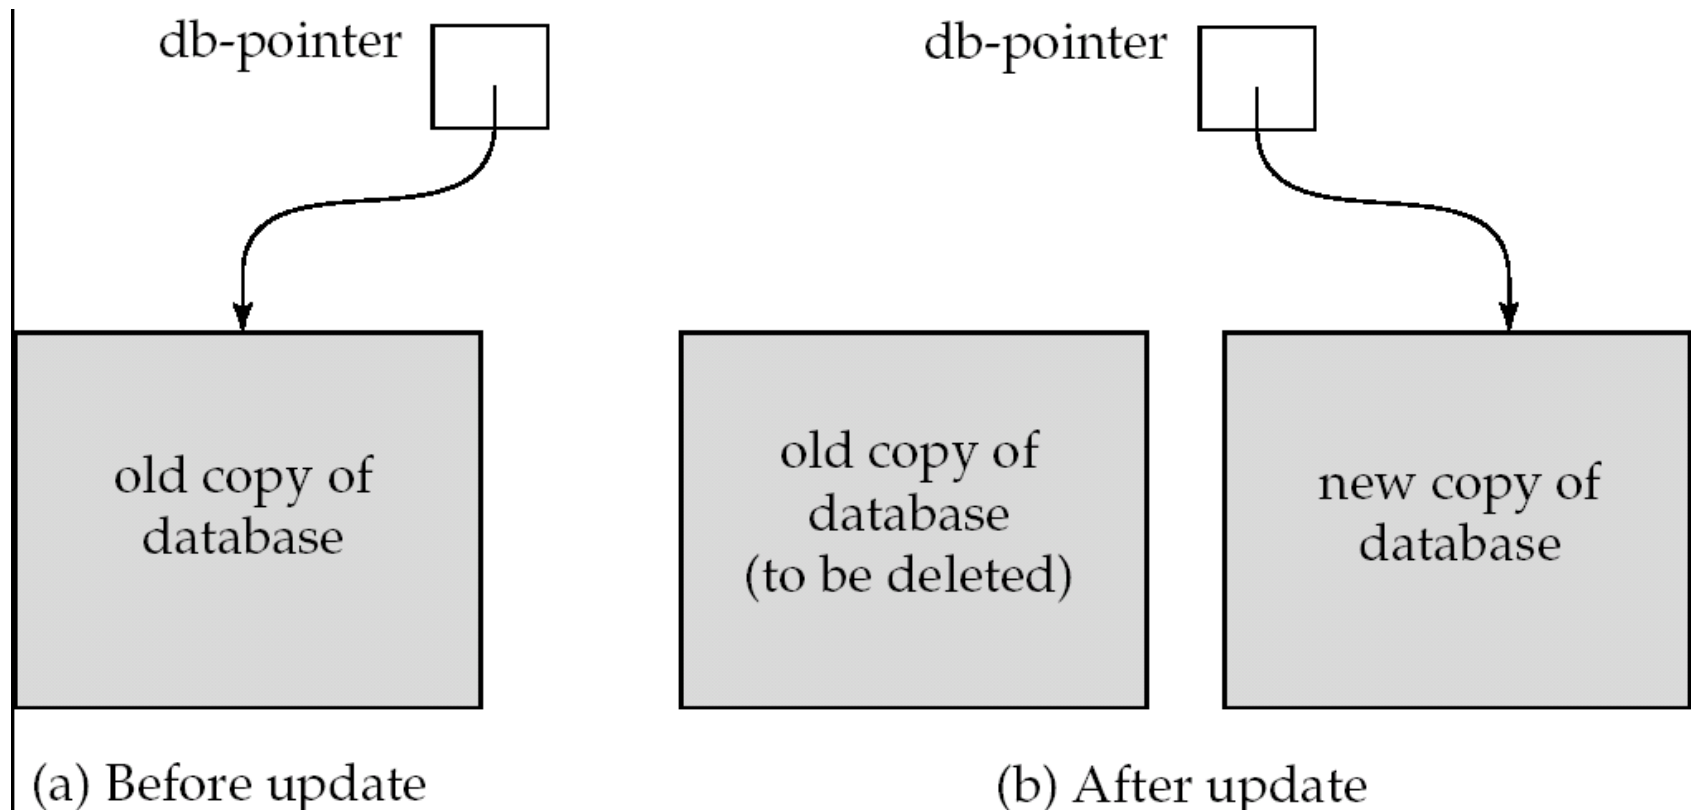 db-pointer
old copy of
database
(a) Before update
db-pointer
old copy of
database
(to be deleted)
new copy of
database
(b) After update